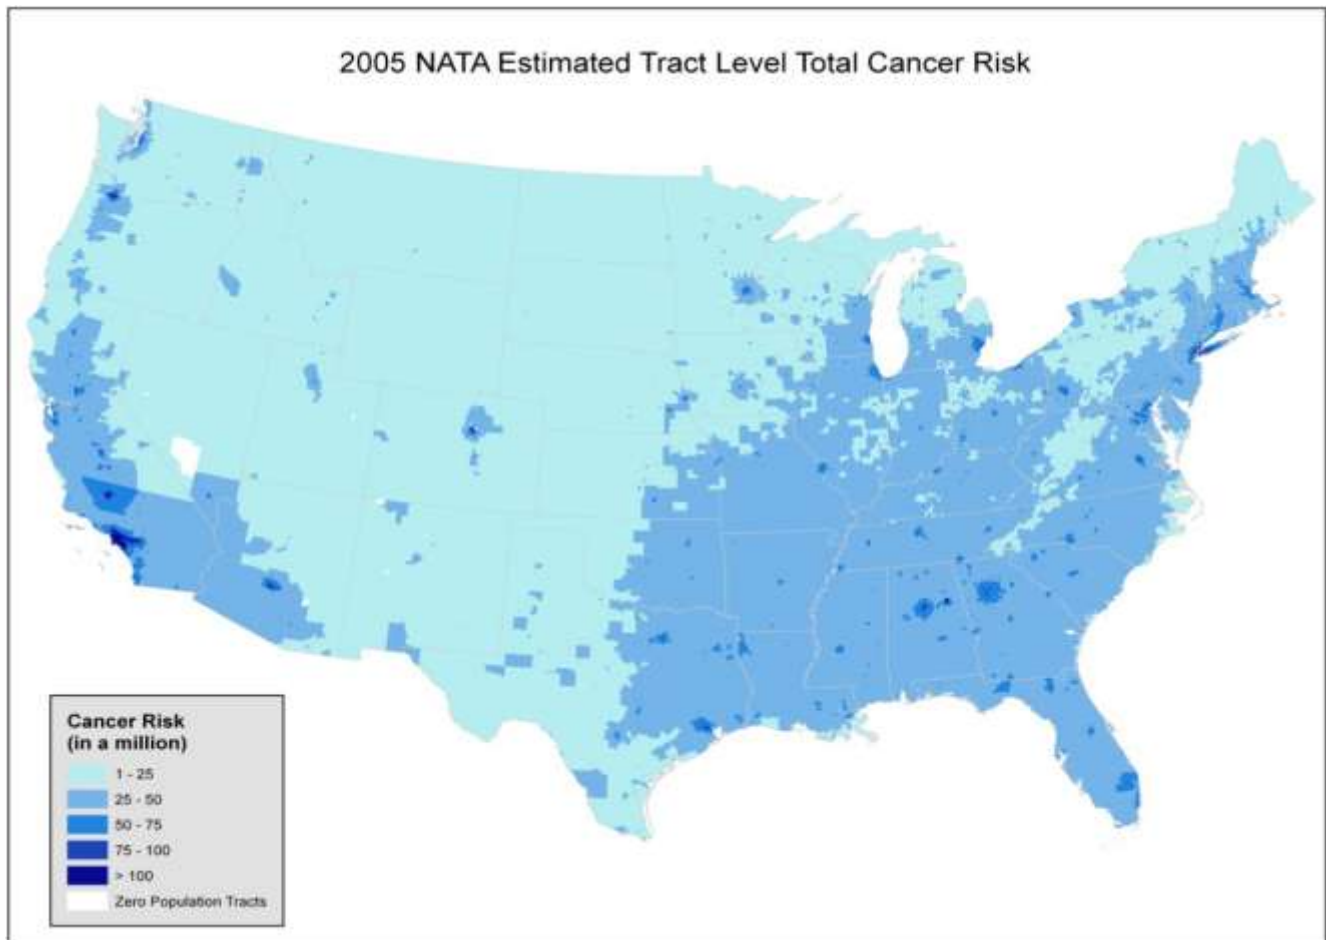 2005 NATA Estimated Tract Level Total Cancer Risk
Cancer Risk
(in a million)
1 - 25
25 - 50
50 - 75
75 - 100
> 100
Zero Population Tracts